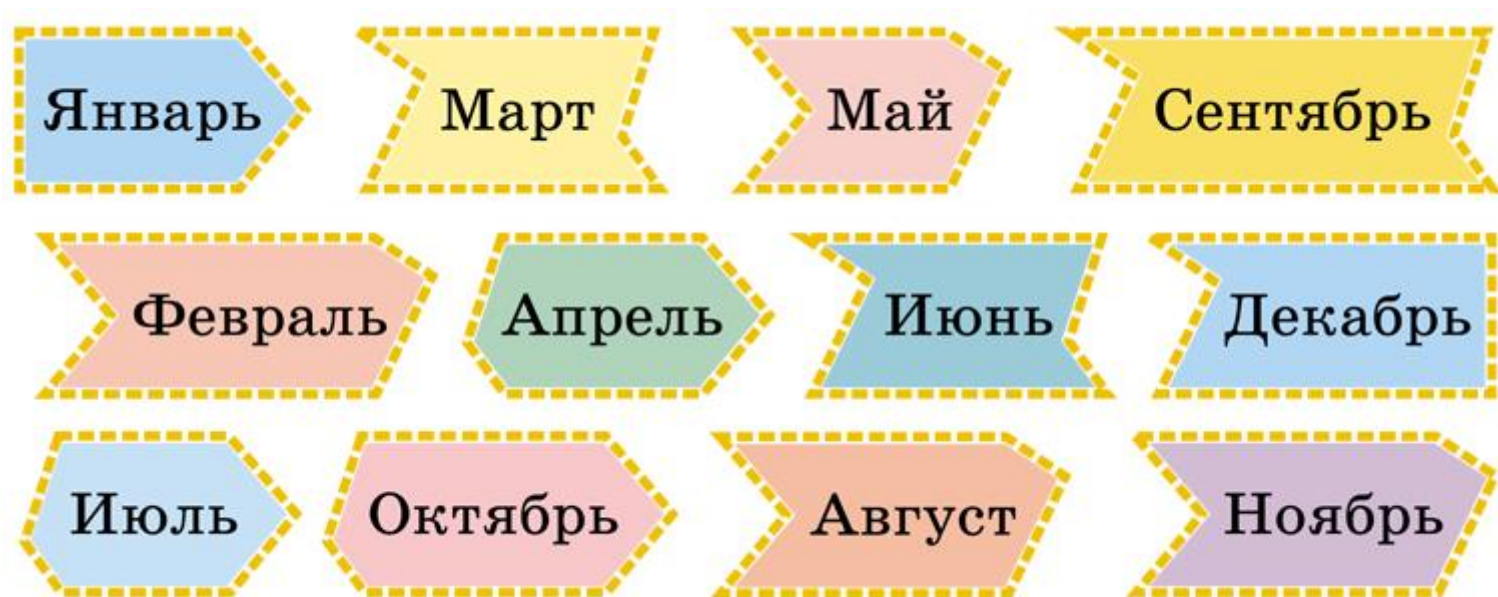 Январь Март Май Сентябрь
Февраль Апрель Июнь Декабрь
Июль Октябрь Август Ноябрь